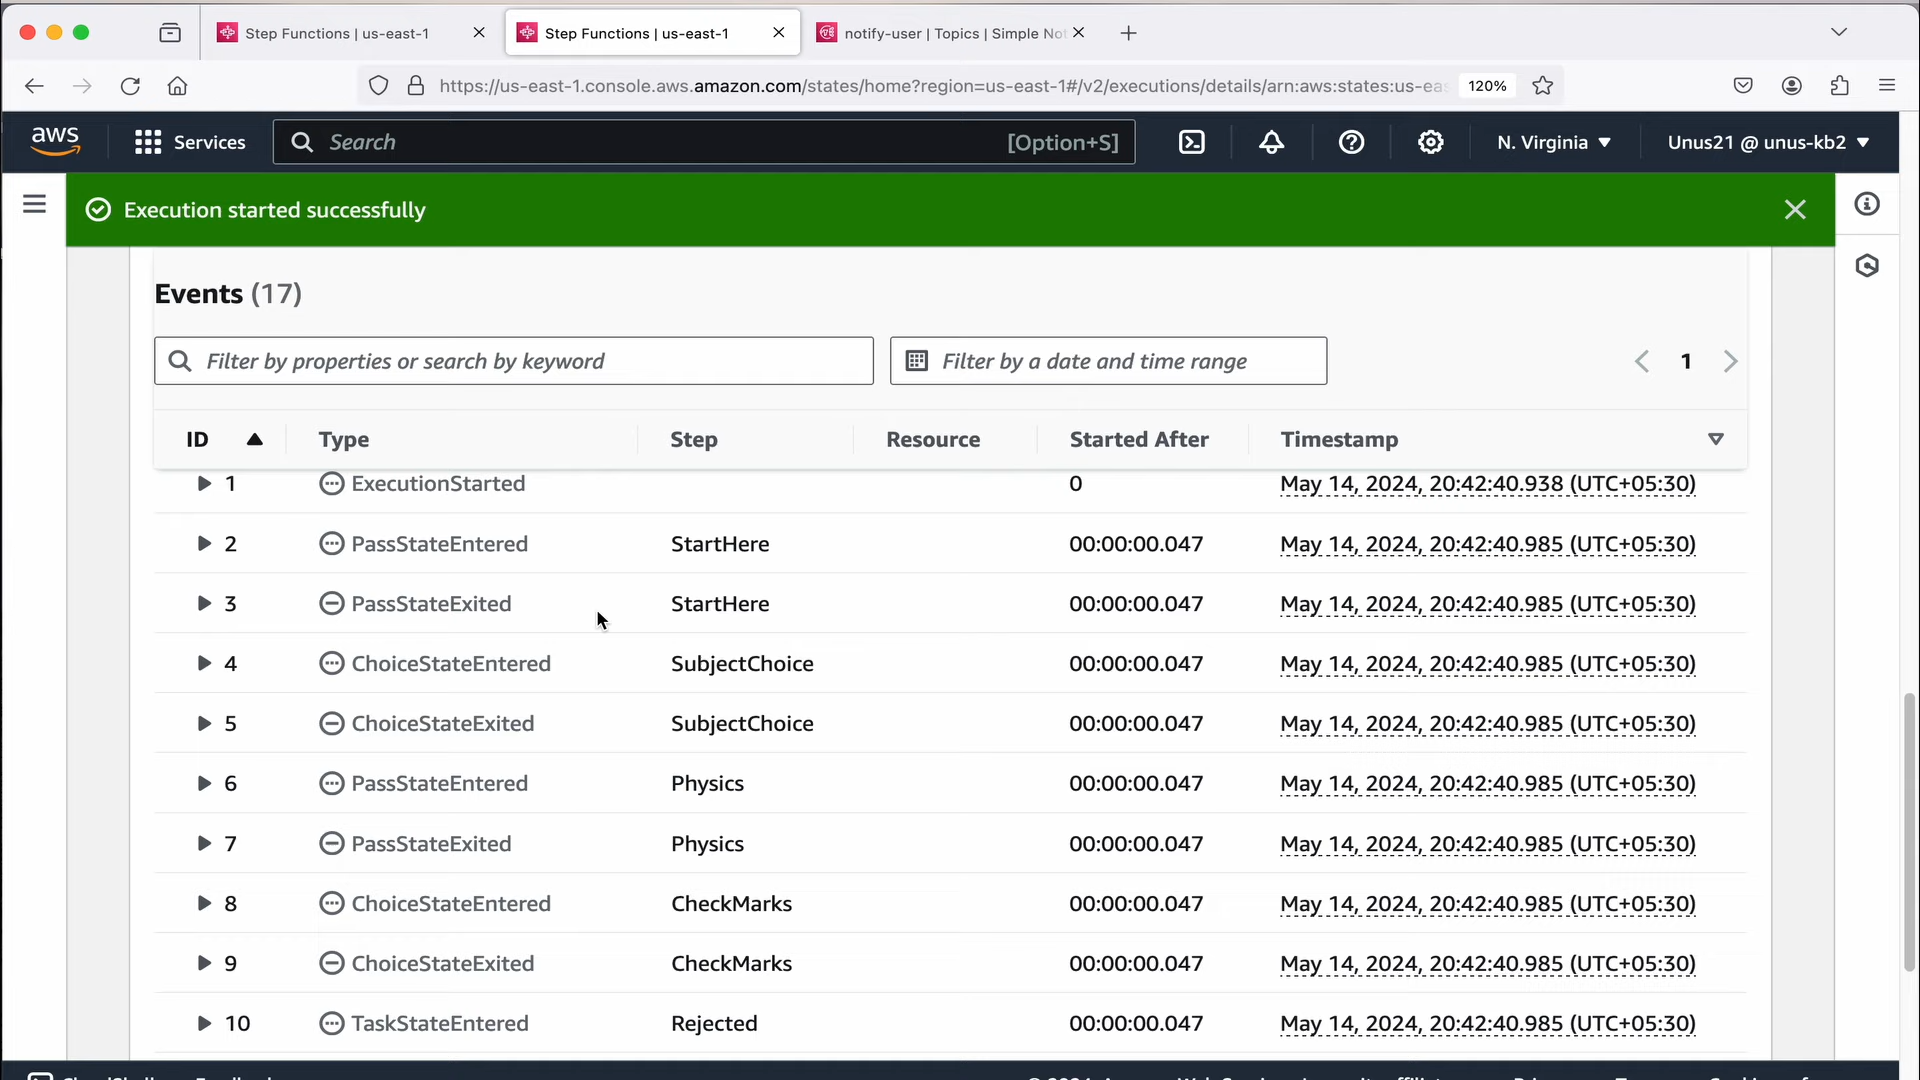 Step Functions | us-east-1
Step Functions | us-east-1
notify-user | Topics | Simple No
https://us-east-1.console.aws.amazon.com/states/home?region=us-east-1#/v2/executions/details/arn:aws:states:us-eas
120%
aws
Services
Search
[Option+S]
N. Virginia
Unus21 @ unus-kb2
Execution started successfully
Events (17)
Filter by properties or search by keyword
Filter by a date and time range
1
ID Type Step Resource Started After Timestamp
1 ExecutionStarted 0 May 14, 2024, 20:42:40.938 (UTC+05:30)
2 PassStateEntered StartHere 00:00:00.047 May 14, 2024, 20:42:40.985 (UTC+05:30)
3 PassStateExited StartHere 00:00:00.047 May 14, 2024, 20:42:40.985 (UTC+05:30)
4 ChoiceStateEntered SubjectChoice 00:00:00.047 May 14, 2024, 20:42:40.985 (UTC+05:30)
5 ChoiceStateExited SubjectChoice 00:00:00.047 May 14, 2024, 20:42:40.985 (UTC+05:30)
6 PassStateEntered Physics 00:00:00.047 May 14, 2024, 20:42:40.985 (UTC+05:30)
7 PassStateExited Physics 00:00:00.047 May 14, 2024, 20:42:40.985 (UTC+05:30)
8 ChoiceStateEntered CheckMarks 00:00:00.047 May 14, 2024, 20:42:40.985 (UTC+05:30)
9 ChoiceStateExited CheckMarks 00:00:00.047 May 14, 2024, 20:42:40.985 (UTC+05:30)
10 TaskStateEntered Rejected 00:00:00.047 May 14, 2024, 20:42:40.985 (UTC+05:30)